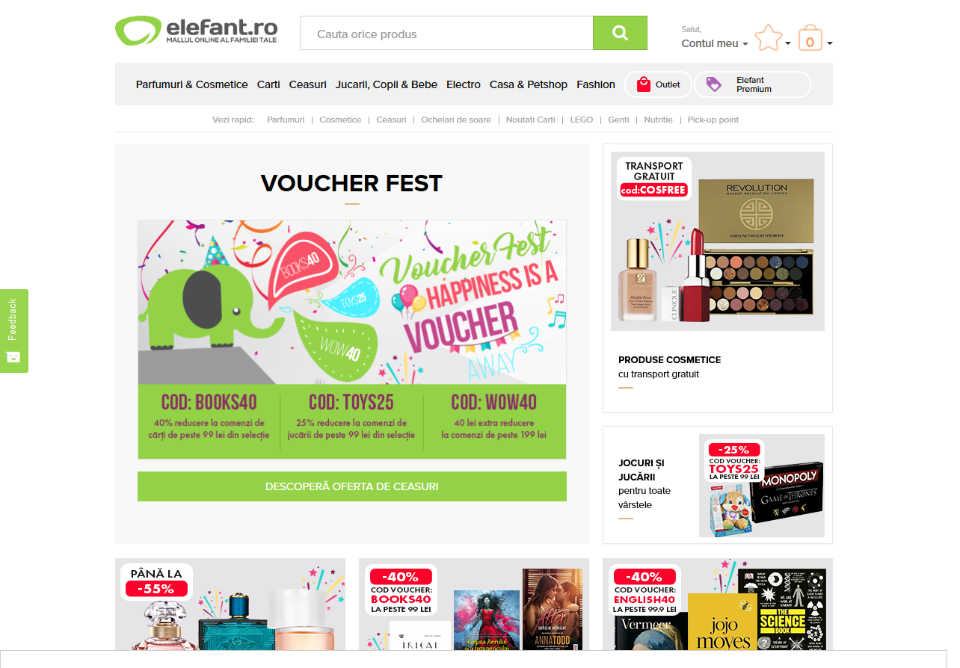 elefant.ro
MALLUL ONLINE AL FAMILIEI TALE
Cauta orice produs
Salut,
Contul meu
0
Parfumuri & Cosmetice Carti Ceasuri Jucarii, Copii & Bebe Electro Casa & Petshop Fashion Outlet Elefant Premium
Vezi rapid: Parfumuri | Cosmetice | Ceasuri | Ochelari de soare | Noutati Carti | LEGO | Genti | Nutritie | Pick-up point
Feedback
VOUCHER FEST
BOOKS40
TOYS25
WOW40
Voucher Fest
HAPPINESS IS A
VOUCHER
AWAY
COD: BOOKS40
40% reducere la comenzi de
cărți de peste 99 lei din selecție
COD: TOYS25
25% reducere la comenzi de
jucării de peste 99 lei din selecție
COD: WOW40
40 lei extra reducere
la comenzi de peste 199 lei
DESCOPERĂ OFERTA DE CEASURI
TRANSPORT
GRATUIT
cod:COSFREE
REVOLUTION
CLINIQUE
PRODUSE COSMETICE
cu transport gratuit
JOCURI ȘI
JUCĂRII
pentru toate
vârstele
-25%
COD VOUCHER:
TOYS25
LA PESTE 99 LEI
MONOPOLY
GAME OF THRONES
PÂNĂ LA
-55%
-40%
COD VOUCHER:
BOOKS40
LA PESTE 99 LEI
After
ANNA TODD
-40%
COD VOUCHER:
ENGLISH40
LA PESTE 99.9 LEI
Vermeer
jojo
moves
THE
SCIENCE
BOOK